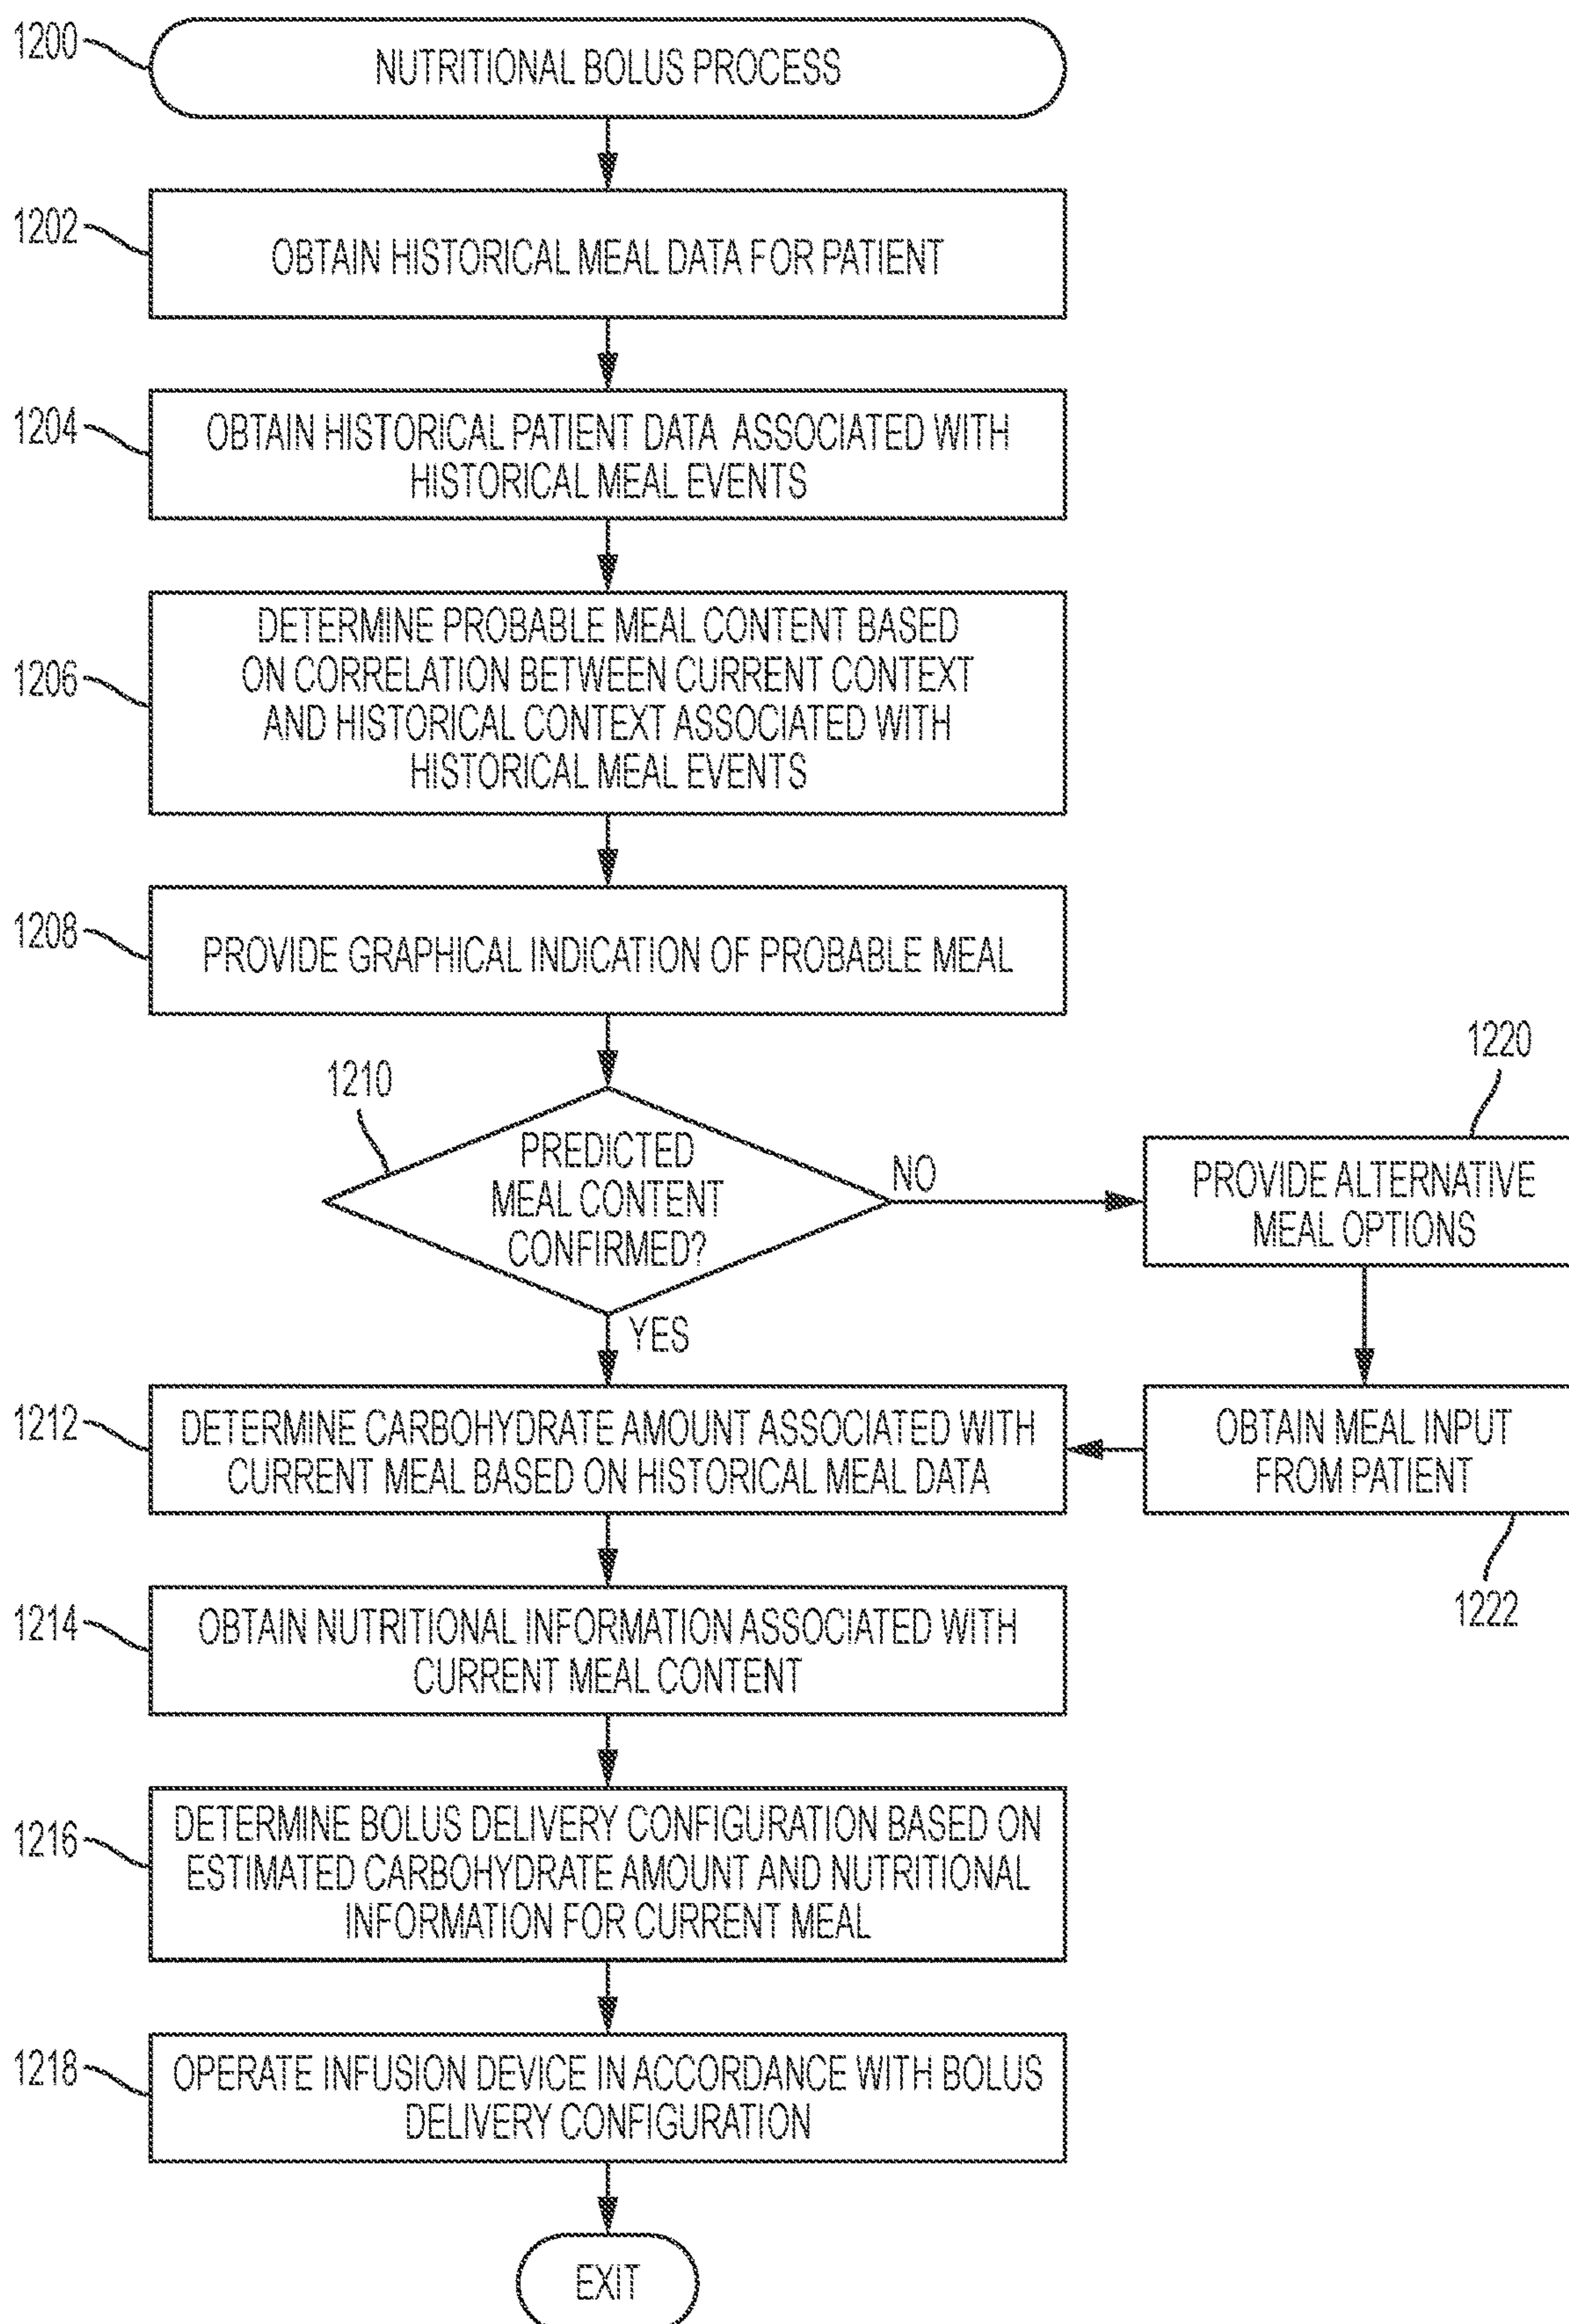 1200
NUTRITIONAL BOLUS PROCESS
1202
OBTAIN HISTORICAL MEAL DATA FOR PATIENT
1204
OBTAIN HISTORICAL PATIENT DATA ASSOCIATED WITH
HISTORICAL MEAL EVENTS
1206
DETERMINE PROBABLE MEAL CONTENT BASED
ON CORRELATION BETWEEN CURRENT CONTEXT
AND HISTORICAL CONTEXT ASSOCIATED WITH
HISTORICAL MEAL EVENTS
1208
PROVIDE GRAPHICAL INDICATION OF PROBABLE MEAL
1210
PREDICTED
MEAL CONTENT
CONFIRMED?
NO
YES
1220
PROVIDE ALTERNATIVE
MEAL OPTIONS
OBTAIN MEAL INPUT
FROM PATIENT
1222
1212
DETERMINE CARBOHYDRATE AMOUNT ASSOCIATED WITH
CURRENT MEAL BASED ON HISTORICAL MEAL DATA
1214
OBTAIN NUTRITIONAL INFORMATION ASSOCIATED WITH
CURRENT MEAL CONTENT
1216
DETERMINE BOLUS DELIVERY CONFIGURATION BASED ON
ESTIMATED CARBOHYDRATE AMOUNT AND NUTRITIONAL
INFORMATION FOR CURRENT MEAL
1218
OPERATE INFUSION DEVICE IN ACCORDANCE WITH BOLUS
DELIVERY CONFIGURATION
EXIT